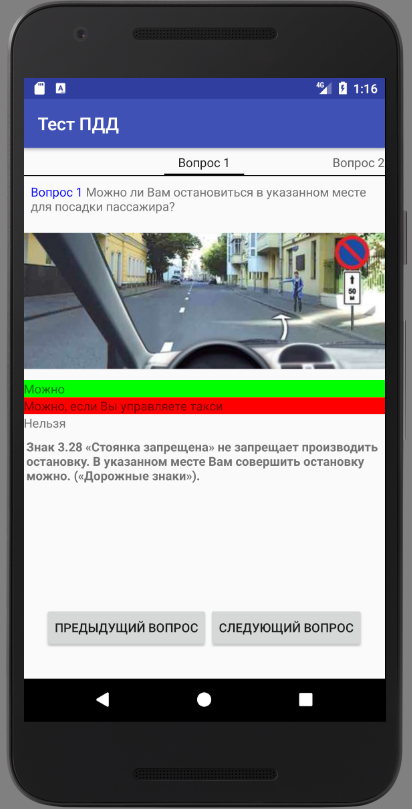 4G 1:16
Тест ПДД
Вопрос 1 Вопрос 2
Вопрос 1 Можно ли Вам остановиться в указанном месте
для посадки пассажира?
50
м
Можно
Можно, если Вы управляете такси
Нельзя
Знак 3.28 «Стоянка запрещена» не запрещает производить
остановку. В указанном месте Вам совершить остановку
можно. («Дорожные знаки»).
ПРЕДЫДУЩИЙ ВОПРОС СЛЕДУЮЩИЙ ВОПРОС